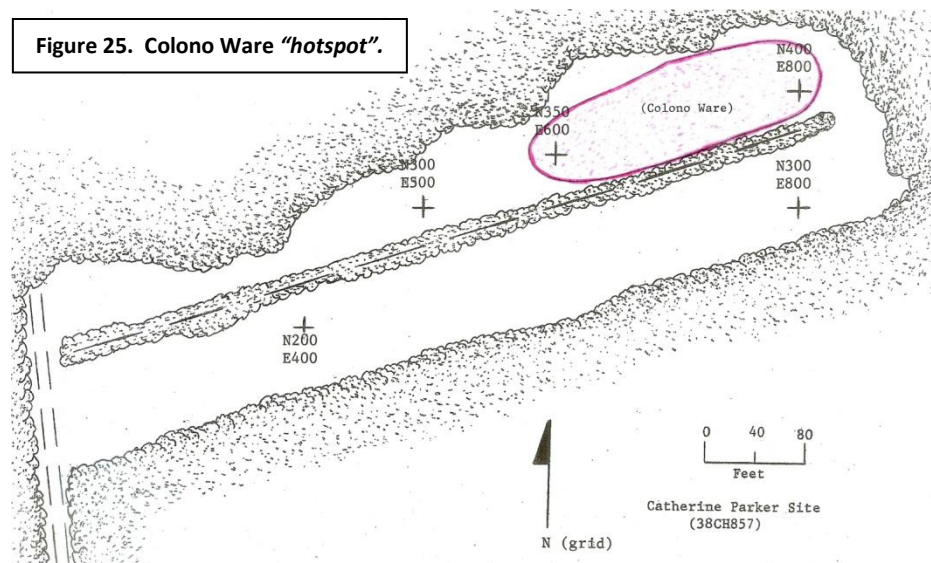 Figure 25. Colono Ware "hotspot".
N400
E800
(Colono Ware)
N350
E600
N300
E500
N300
E800
N200
E400
0 40 80
Feet
Catherine Parker Site
(38CH857)
N (grid)